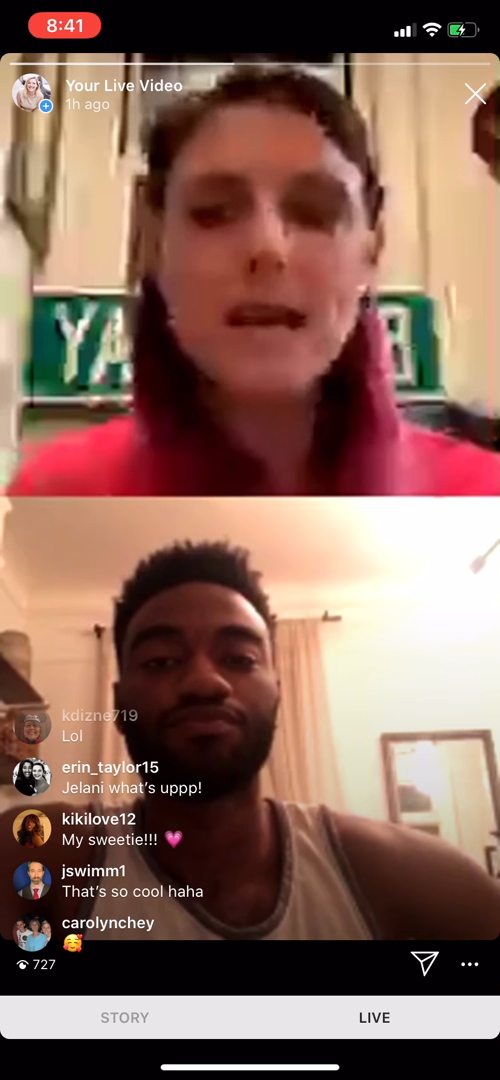 8:41
Your Live Video
1h ago
YA
kdizne719
Lol
erin_taylor15
Jelani what's uppp!
kikilove12
My sweetie!!! 💗
jswimm1
That's so cool haha
carolynchey
🥰
727
STORY
LIVE